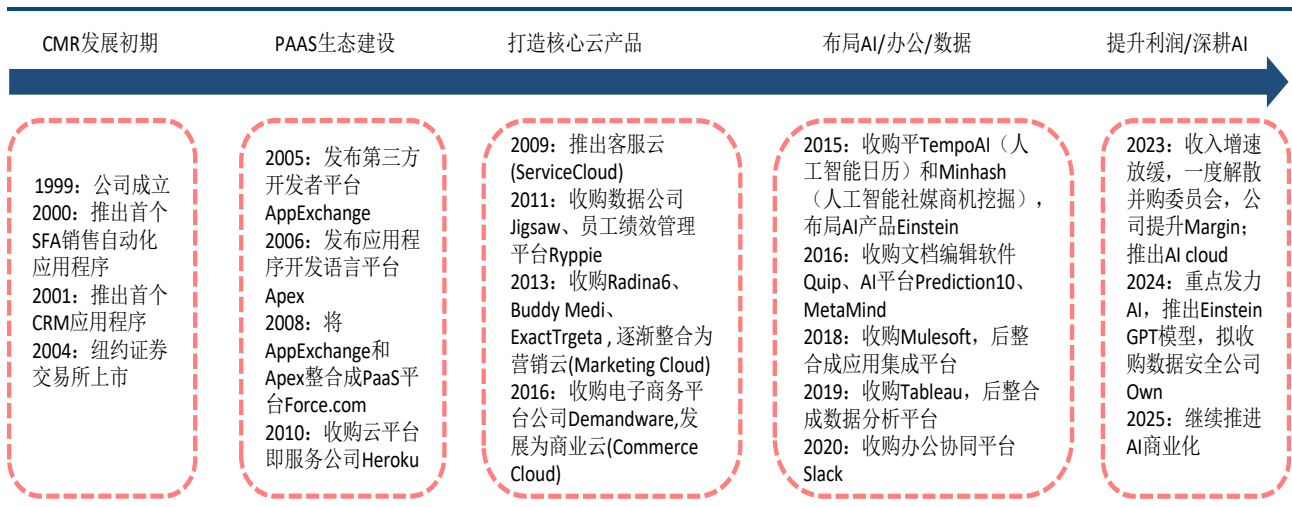 CMR发展初期
PAAS生态建设
打造核心云产品
布局AI/办公/数据
提升利润/深耕AI
1999：公司成立
2000：推出首个
SFA销售自动化
应用程序
2001：推出首个
CRM应用程序
2004：纽约证券
交易所上市
2005：发布第三方
开发者平台
AppExchange
2006：发布应用程
序开发语言平台
Apex
2008：将
AppExchange和
Apex整合成PaaS平
台Force.com
2010：收购云平台
即服务公司Heroku
2009：推出客服云
(ServiceCloud)
2011：收购数据公司
Jigsaw、员工绩效管理
平台Ryppie
2013：收购Radina6、
Buddy Medi、
ExactTrgeta , 逐渐整合为
营销云(Marketing Cloud)
2016：收购电子商务平
台公司Demandware,发
展为商业云(Commerce
Cloud)
2015：收购平TempoAI（人
工智能日历）和Minhash
（人工智能社媒商机挖掘），
布局AI产品Einstein
2016：收购文档编辑软件
Quip、AI平台Prediction10、
MetaMind
2018：收购Mulesoft，后整
合成应用集成平台
2019：收购Tableau，后整合
成数据分析平台
2020：收购办公协同平台
Slack
2023：收入增速
放缓，一度解散
并购委员会，公
司提升Margin；
推出AI cloud
2024：重点发力
AI，推出Einstein
GPT模型，拟收
购数据安全公司
Own
2025：继续推进
AI商业化